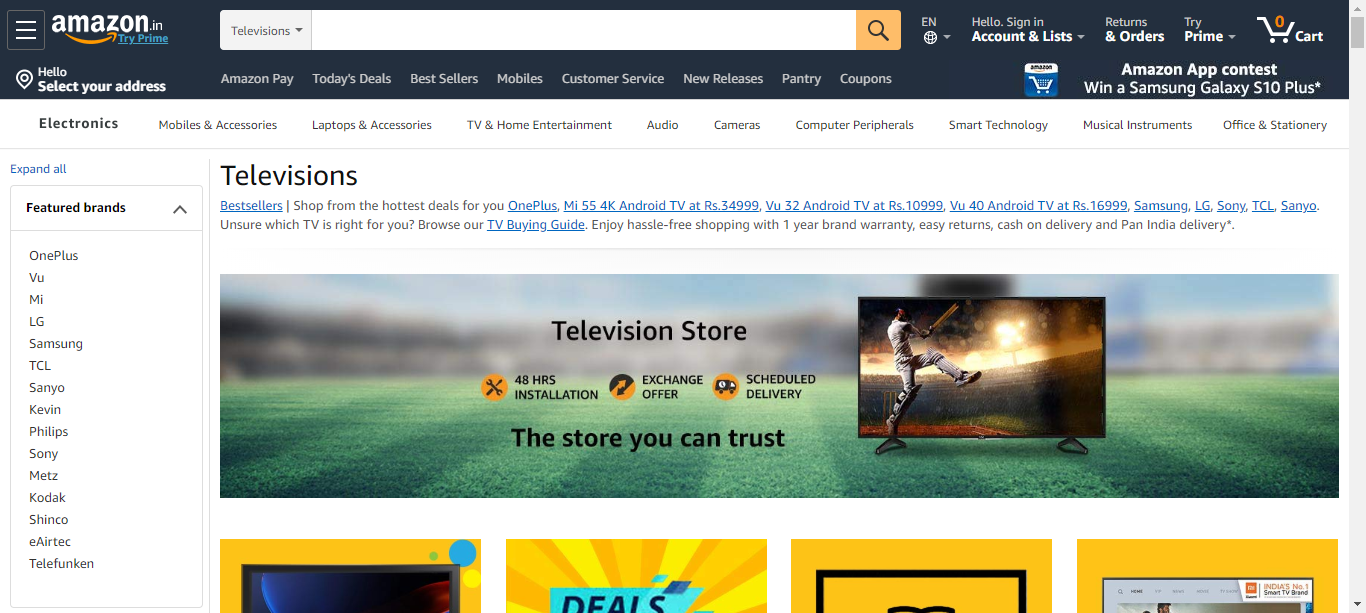 amazon.in
Try Prime
Televisions
EN
Hello. Sign in
Account & Lists
Returns
& Orders
Try
Prime
0
Cart
Hello
Select your address
Amazon Pay
Today's Deals
Best Sellers
Mobiles
Customer Service
New Releases
Pantry
Coupons
amazon
Amazon App contest
Win a Samsung Galaxy S10 Plus*
Electronics
Mobiles & Accessories
Laptops & Accessories
TV & Home Entertainment
Audio
Cameras
Computer Peripherals
Smart Technology
Musical Instruments
Office & Stationery
Expand all
Featured brands
OnePlus
Vu
Mi
LG
Samsung
TCL
Sanyo
Kevin
Philips
Sony
Metz
Kodak
Shinco
eAirtec
Telefunken
Televisions
Bestsellers | Shop from the hottest deals for you OnePlus, Mi 55 4K Android TV at Rs.34999, Vu 32 Android TV at Rs.10999, Vu 40 Android TV at Rs.16999, Samsung, LG, Sony, TCL, Sanyo.
Unsure which TV is right for you? Browse our TV Buying Guide. Enjoy hassle-free shopping with 1 year brand warranty, easy returns, cash on delivery and Pan India delivery*.
Television Store
48 HRS
INSTALLATION
EXCHANGE
OFFER
SCHEDULED
DELIVERY
The store you can trust
DEALS
INDIA'S No.1
Smart TV Brand
HOME